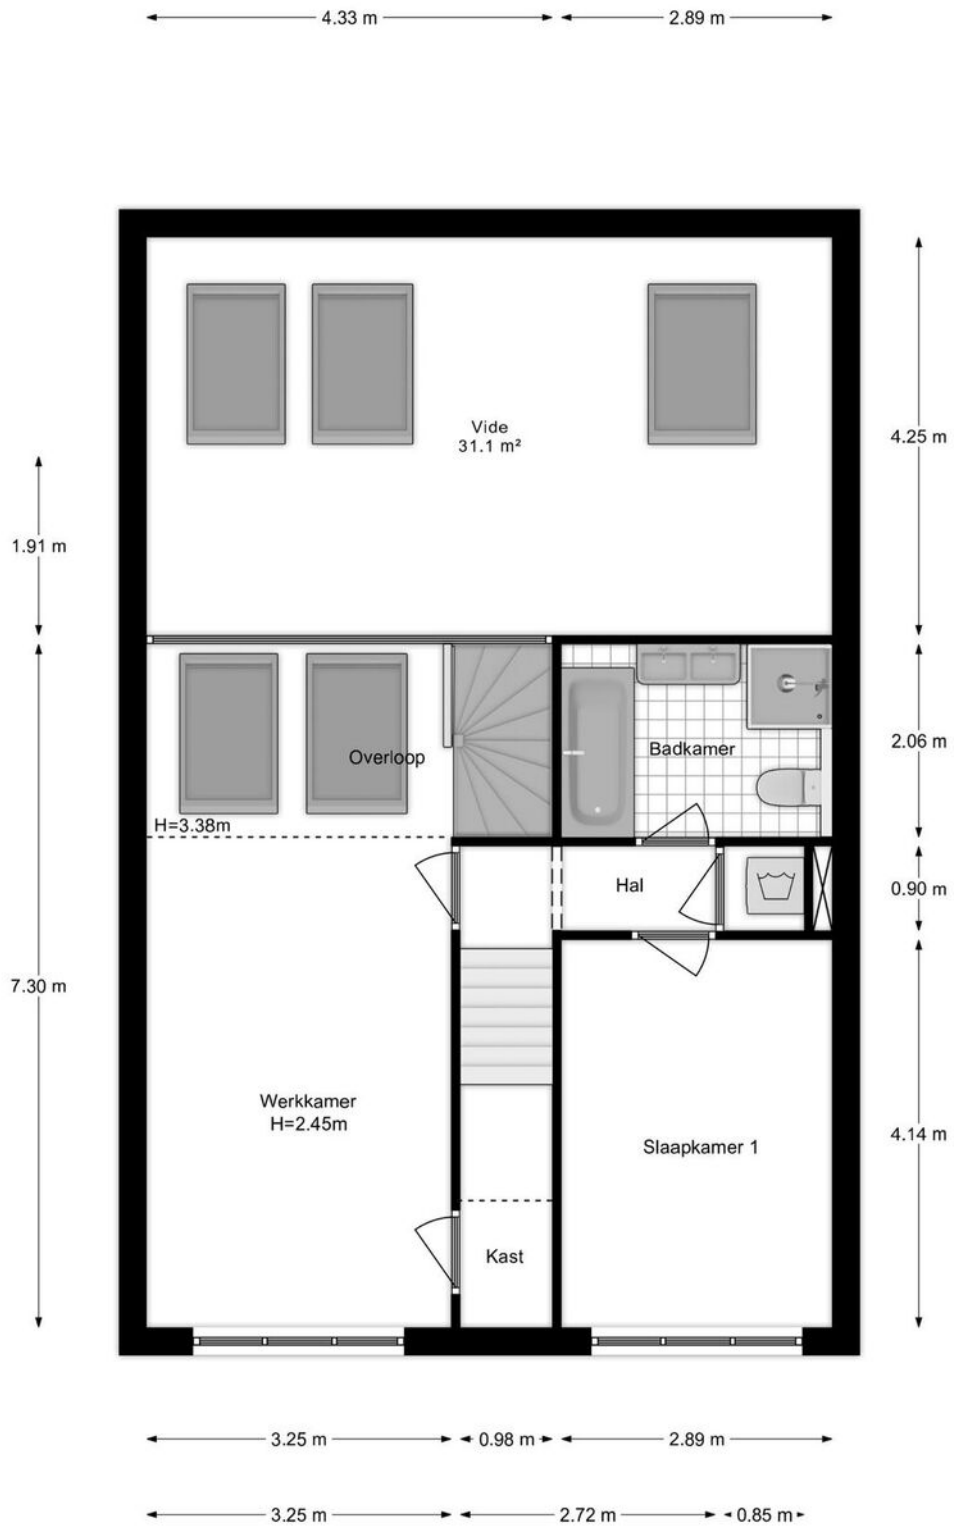 4.33 m
2.89 m
Vide
31.1 m²
4.25 m
1.91 m
Overloop
Badkamer
2.06 m
H=3.38m
Hal
0.90 m
7.30 m
Werkkamer
H=2.45m
4.14 m
Slaapkamer 1
Kast
3.25 m
0.98 m
2.89 m
3.25 m
2.72 m
0.85 m